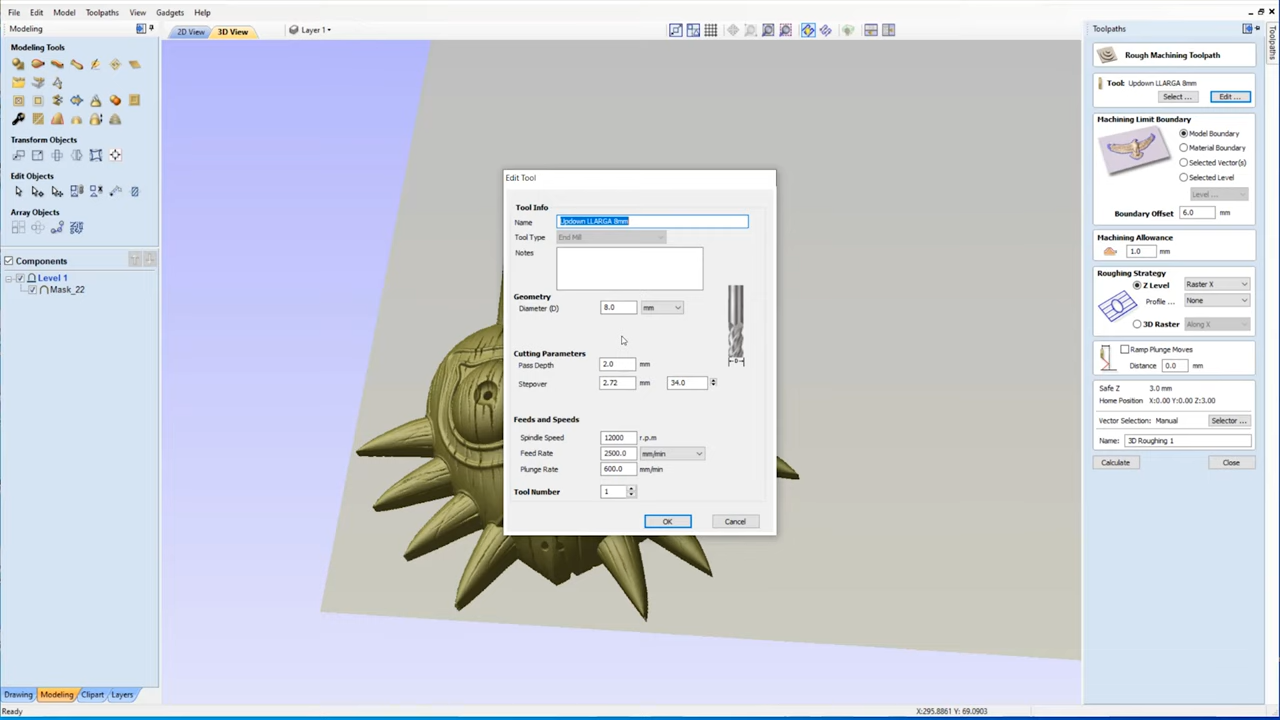 File Edit Model Toolpaths View Gadgets Help
Modeling
2D View 3D View Layer 1
Toolpaths
Toolpaths
Modeling Tools
Transform Objects
Edit Objects
Array Objects
Components
Level 1
Mask_22
Edit Tool
Tool Info
Name Updown LLARGA 8mm
Tool Type End Mill
Notes
Geometry
Diameter (D) 8.0 mm
D
Cutting Parameters
Pass Depth 2.0 mm
Stepover 2.72 mm 34.0
Feeds and Speeds
Spindle Speed 12000 r.p.m
Feed Rate 2500.0 mm/min
Plunge Rate 600.0 mm/min
Tool Number 1
OK Cancel
Rough Machining Toolpath
Tool: Updown LLARGA 8mm
Select ... Edit ...
Machining Limit Boundary
Model Boundary
Material Boundary
Selected Vector(s)
Selected Level
Level ...
Boundary Offset 6.0 mm
Machining Allowance
1.0 mm
Roughing Strategy
Z Level Raster X
Profile ... None
3D Raster Along X
Ramp Plunge Moves
Distance 0.0 mm
Safe Z 3.0 mm
Home Position X:0.00 Y:0.00 Z:3.00
Vector Selection: Manual Selector ...
Name: 3D Roughing 1
Calculate Close
Drawing Modeling Clipart Layers
Ready X:295.8861 Y: 69.0903